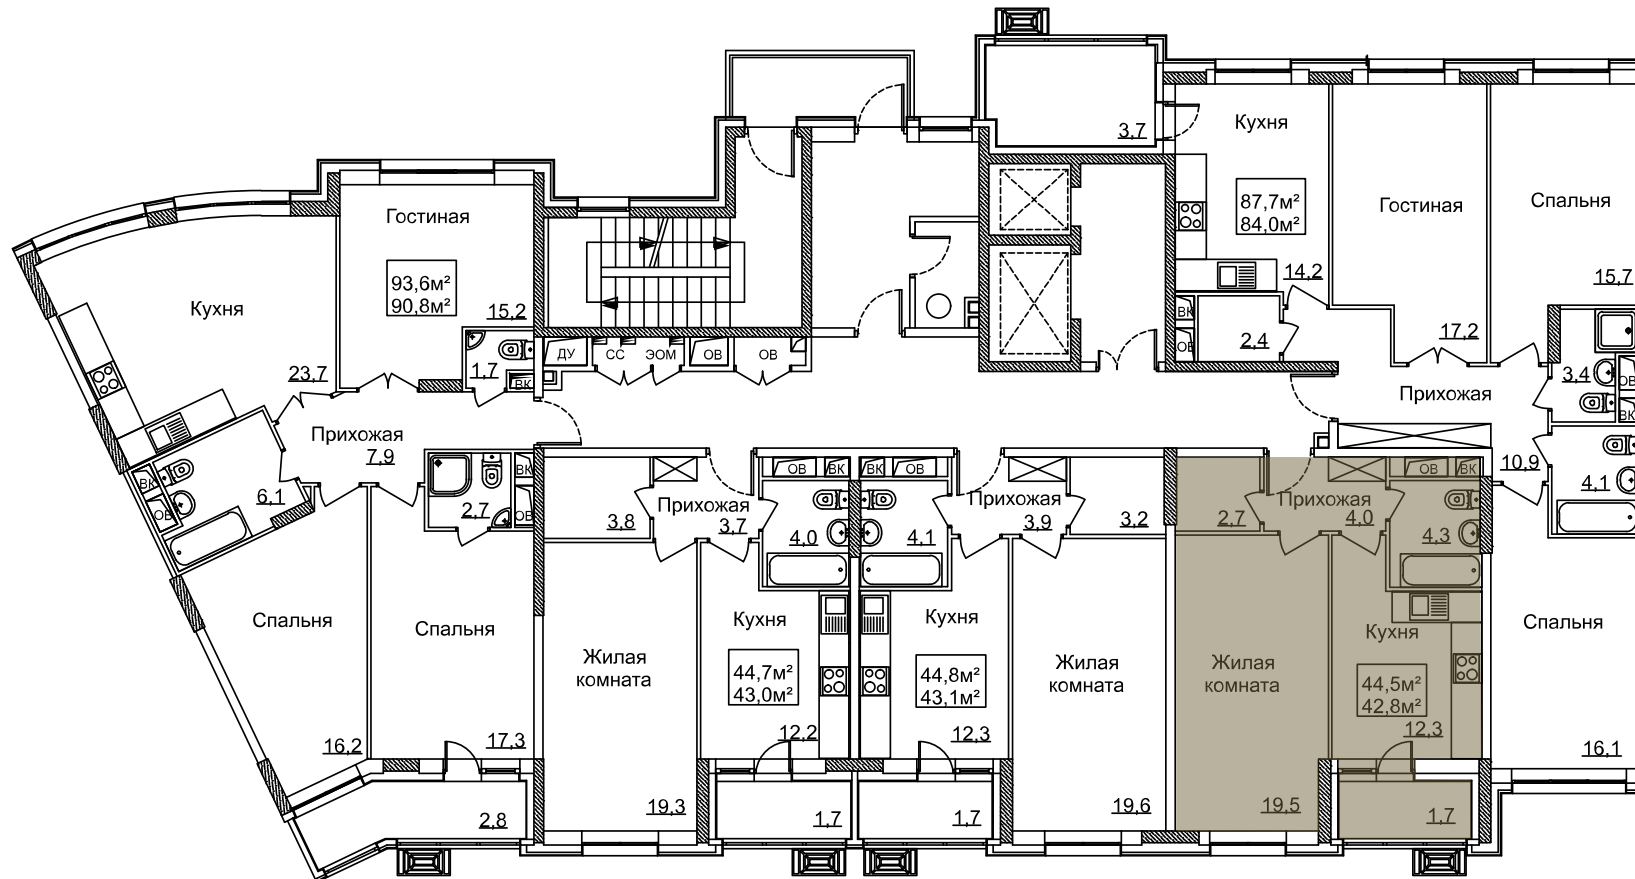 3,7
Кухня
87,7м²
84,0м²
14,2
Гостиная
17,2
Спальня
15,7
Гостиная
93,6м²
90,8м²
15,2
Кухня
23,7
1,7
ВК
ДУ
СС
ЭОМ
ОВ
ОВ
ВК
ОВ
2,4
Прихожая
3,4
ОВ
ВК
Прихожая
7,9
10,9
4,1
ВК
ОВ
6,1
2,7
ВК
ОВ
3,8
Прихожая
3,7
ОВ
ВК
4,0
ВК
ОВ
4,1
Прихожая
3,9
3,2
2,7
Прихожая
4,0
ОВ
ВК
4,3
Спальня
16,2
Спальня
17,3
Жилая
комната
19,3
Кухня
44,7м²
43,0м²
12,2
Кухня
44,8м²
43,1м²
12,3
Жилая
комната
19,6
Жилая
комната
19,5
Кухня
44,5м²
42,8м²
12,3
Спальня
16,1
2,8
1,7
1,7
1,7